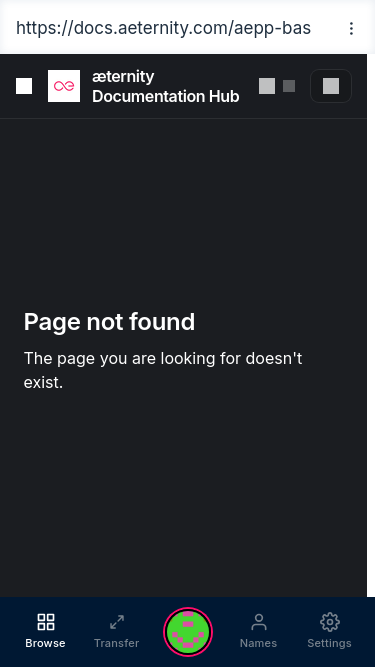 https://docs.aeternity.com/aepp-bas
æternity
Documentation Hub
Page not found
The page you are looking for doesn't
exist.
Browse
Transfer
Names
Settings